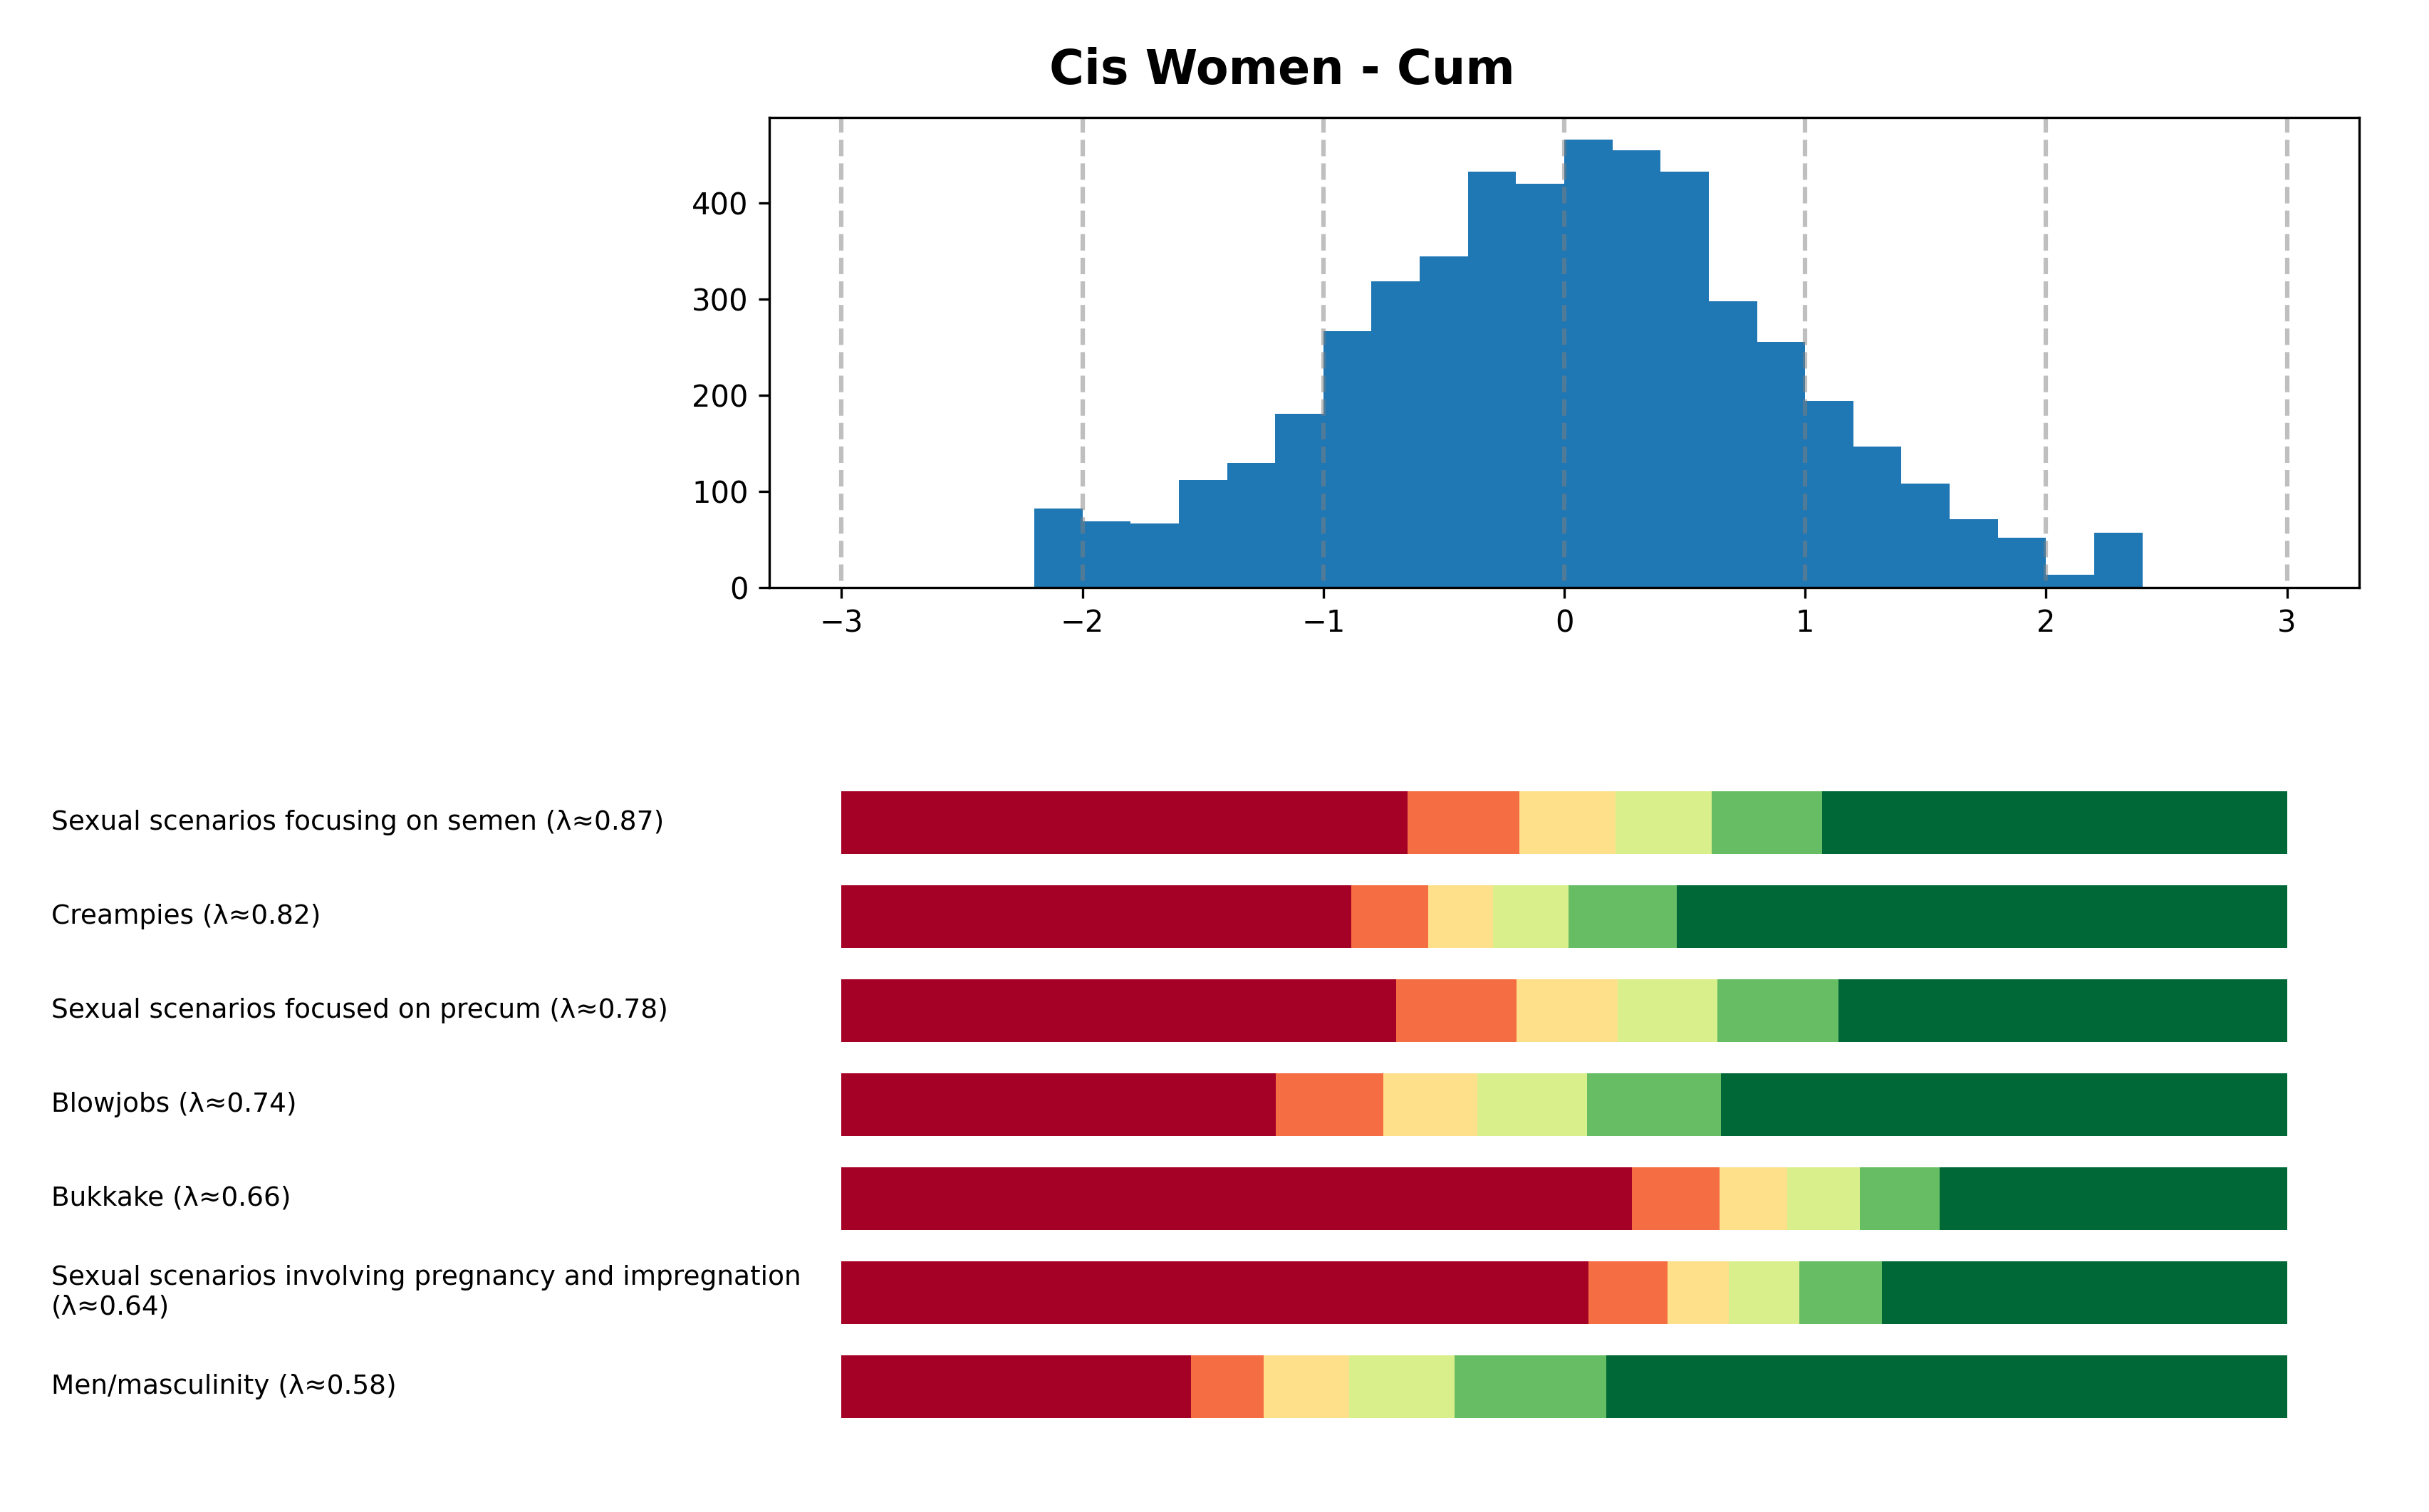 Cis Women - Cum
400
300
200
100
0
−3 −2 −1 0 1 2 3
Sexual scenarios focusing on semen (λ≈0.87)
Creampies (λ≈0.82)
Sexual scenarios focused on precum (λ≈0.78)
Blowjobs (λ≈0.74)
Bukkake (λ≈0.66)
Sexual scenarios involving pregnancy and impregnation
(λ≈0.64)
Men/masculinity (λ≈0.58)